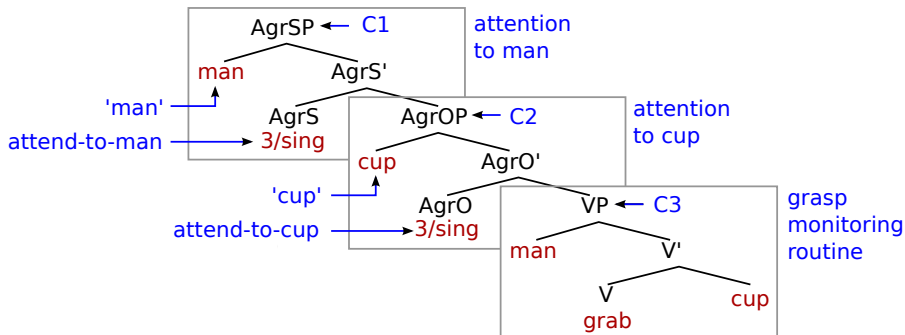 AgrSP C1 attention
to man
man AgrS'
'man' AgrS AgrOP C2 attention
to cup
attend-to-man 3/sing
cup AgrO'
'cup' AgrO VP C3 grasp
monitoring
routine
attend-to-cup 3/sing
man V'
V cup
grab